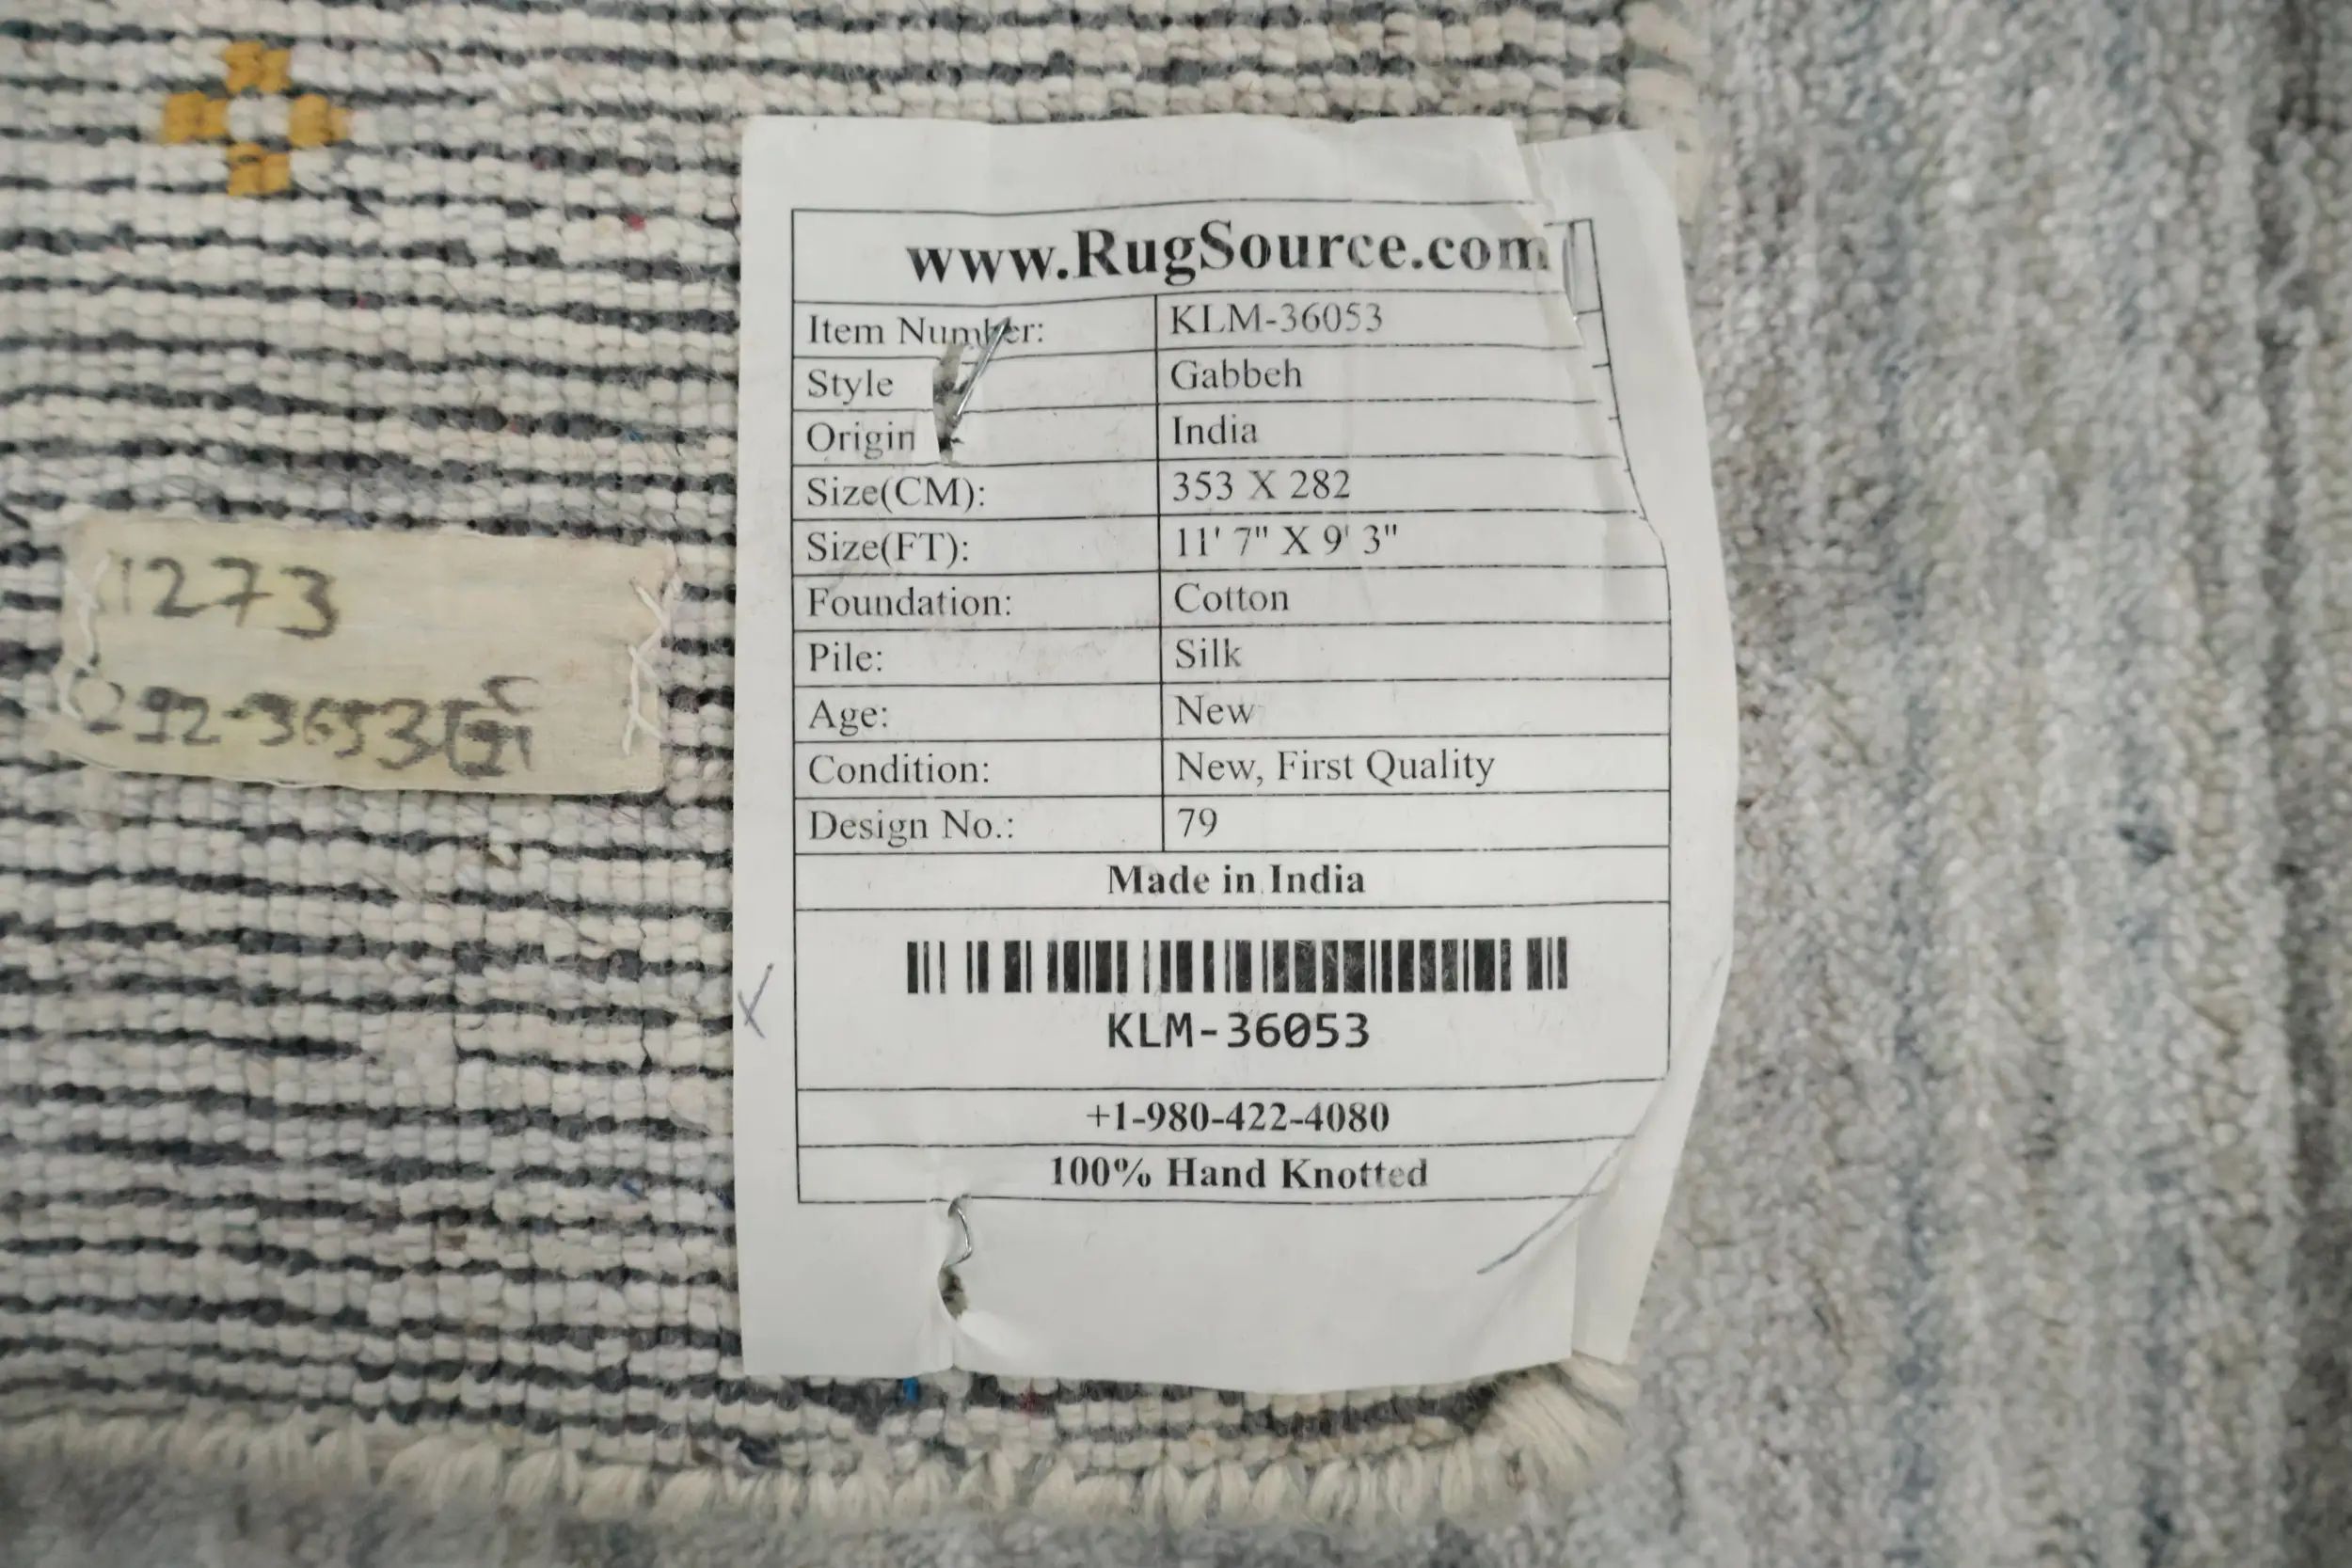 1273
292-3653
www.RugSource.com
Item Number: KLM-36053
Style Gabbeh
Origin India
Size(CM): 353 X 282
Size(FT): 11' 7" X 9' 3"
Foundation: Cotton
Pile: Silk
Age: New
Condition: New, First Quality
Design No.: 79
Made in India
KLM-36053
+1-980-422-4080
100% Hand Knotted